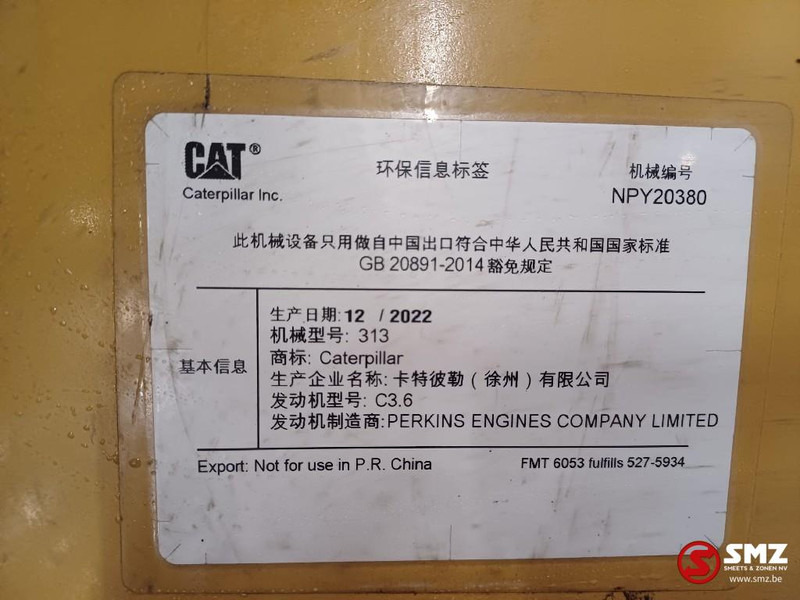 CAT®
Caterpillar Inc.
环保信息标签
机械编号
NPY20380
此机械设备只用做自中国出口符合中华人民共和国国家标准
GB 20891-2014 豁免规定
基本信息
生产日期: 12 / 2022
机械型号: 313
商标: Caterpillar
生产企业名称: 卡特彼勒（徐州）有限公司
发动机型号: C3.6
发动机制造商:PERKINS ENGINES COMPANY LIMITED
Export: Not for use in P.R. China
FMT 6053 fulfills 527-5934
SMZ
SMEETS & ZONEN NV
www.smz.be